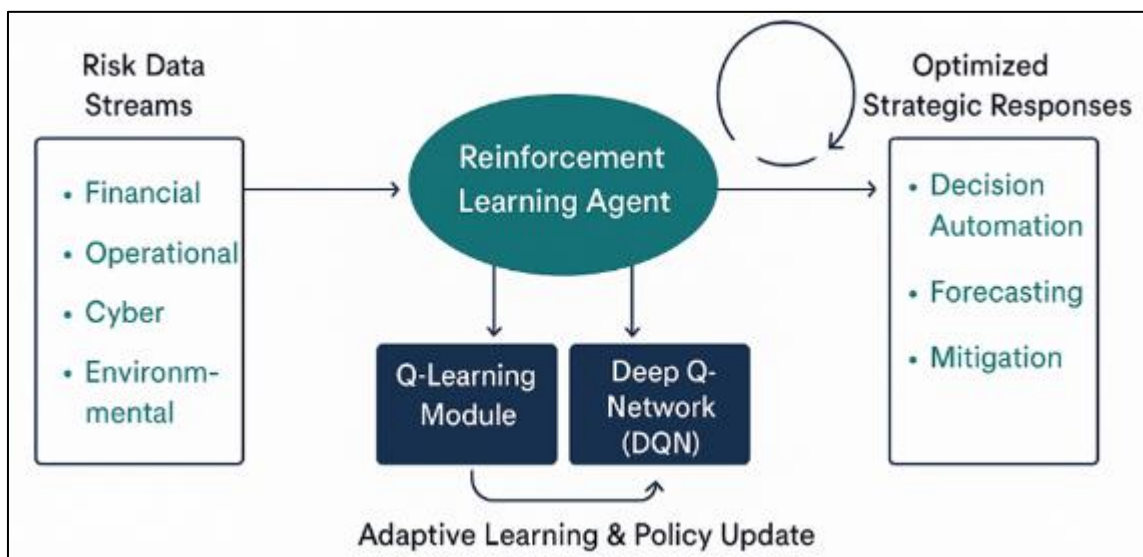 Risk Data
Streams
• Financial
• Operational
• Cyber
• Environm-
mental
Reinforcement
Learning Agent
Q-Learning
Module
Deep Q-
Network
(DQN)
Adaptive Learning & Policy Update
Optimized
Strategic Responses
• Decision
Automation
• Forecasting
• Mitigation